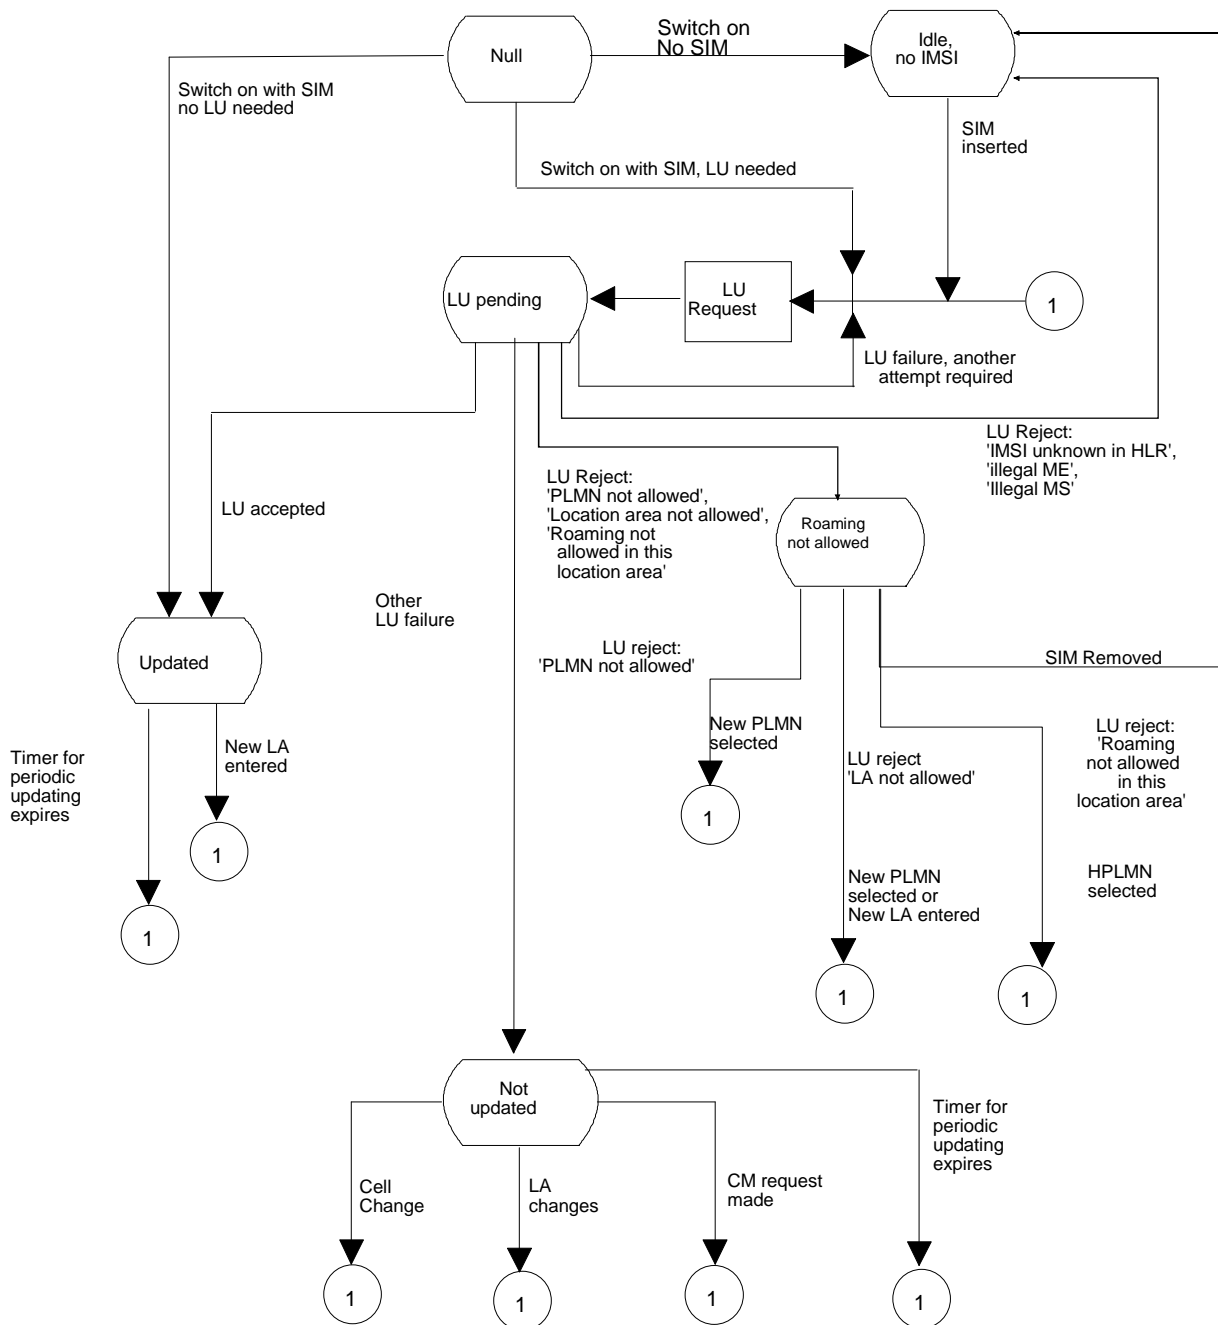 Switch on
No SIM
Null
Idle,
no IMSI
Switch on with SIM
no LU needed
SIM
inserted
Switch on with SIM, LU needed
LU pending
LU
Request
1
LU failure, another
attempt required
LU Reject:
'IMSI unknown in HLR',
'illegal ME',
'Illegal MS'
LU Reject:
'PLMN not allowed',
'Location area not allowed',
'Roaming not
allowed in this
location area'
LU accepted
Roaming
not allowed
Other
LU failure
LU reject:
'PLMN not allowed'
SIM Removed
Updated
New PLMN
selected
LU reject
'LA not allowed'
LU reject:
'Roaming
not allowed
in this
location area'
Timer for
periodic
updating
expires
New LA
entered
1
1
1
New PLMN
selected or
New LA entered
HPLMN
selected
1
1
Not
updated
Timer for
periodic
updating
expires
Cell
Change
LA
changes
CM request
made
1
1
1
1